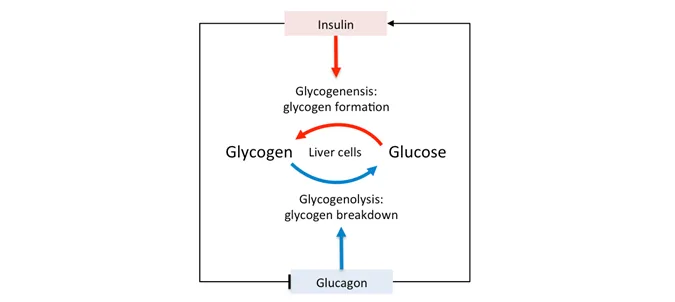 Insulin
Glycogenensis:
glycogen formation
Glycogen
Liver cells
Glucose
Glycogenolysis:
glycogen breakdown
Glucagon